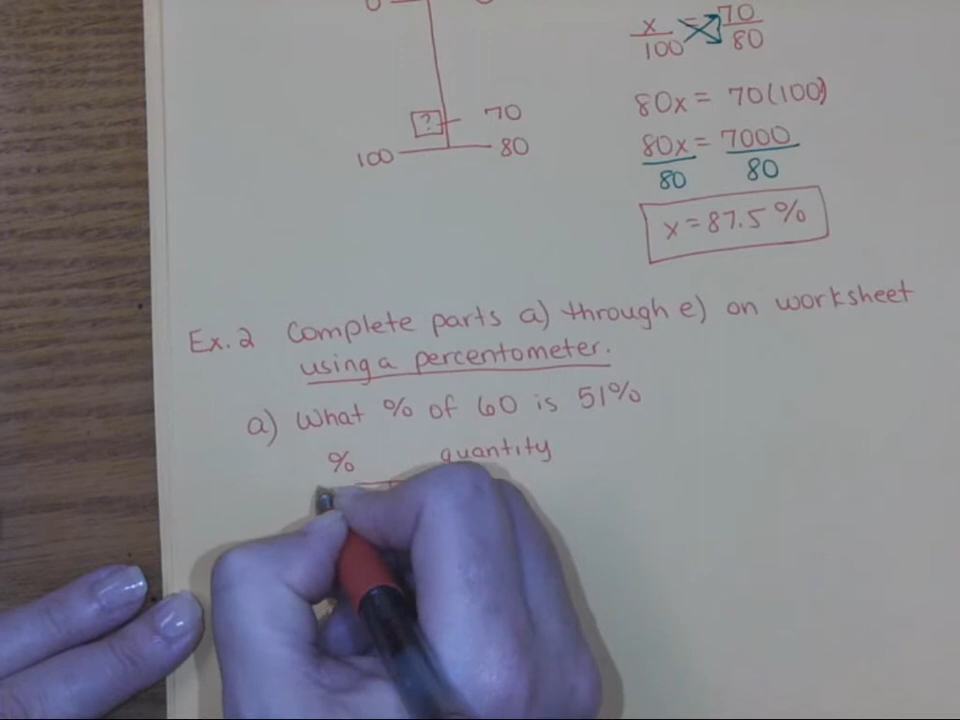 0
x/100 = 70/80
80x = 70(100)
? 70
80x/80 = 7000/80
100 80
x = 87.5%
Ex. 2 Complete parts a) through e) on worksheet
using a percentometer.
a) What % of 60 is 51%
% quantity